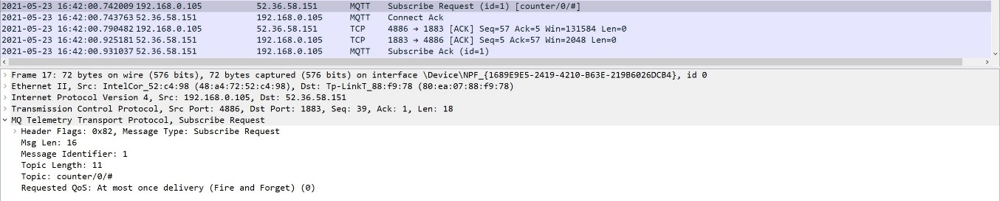 2021-05-23 16:42:00.742009 192.168.0.105 52.36.58.151 MQTT Subscribe Request (id=1) [counter/0/#]
2021-05-23 16:42:00.743763 52.36.58.151 192.168.0.105 MQTT Connect Ack
2021-05-23 16:42:00.790482 192.168.0.105 52.36.58.151 TCP 4886 → 1883 [ACK] Seq=57 Ack=5 Win=131584 Len=0
2021-05-23 16:42:00.925181 52.36.58.151 192.168.0.105 TCP 1883 → 4886 [ACK] Seq=5 Ack=57 Win=2048 Len=0
2021-05-23 16:42:00.931037 52.36.58.151 192.168.0.105 MQTT Subscribe Ack (id=1)
Frame 17: 72 bytes on wire (576 bits), 72 bytes captured (576 bits) on interface \Device\NPF_{1689E9E5-2419-4210-B63E-219B6026DCB4}, id 0
Ethernet II, Src: IntelCor_52:c4:98 (48:a4:72:52:c4:98), Dst: Tp-LinkT_88:f9:78 (80:ea:07:88:f9:78)
Internet Protocol Version 4, Src: 192.168.0.105, Dst: 52.36.58.151
Transmission Control Protocol, Src Port: 4886, Dst Port: 1883, Seq: 39, Ack: 1, Len: 18
MQ Telemetry Transport Protocol, Subscribe Request
Header Flags: 0x82, Message Type: Subscribe Request
Msg Len: 16
Message Identifier: 1
Topic Length: 11
Topic: counter/0/#
Requested QoS: At most once delivery (Fire and Forget) (0)